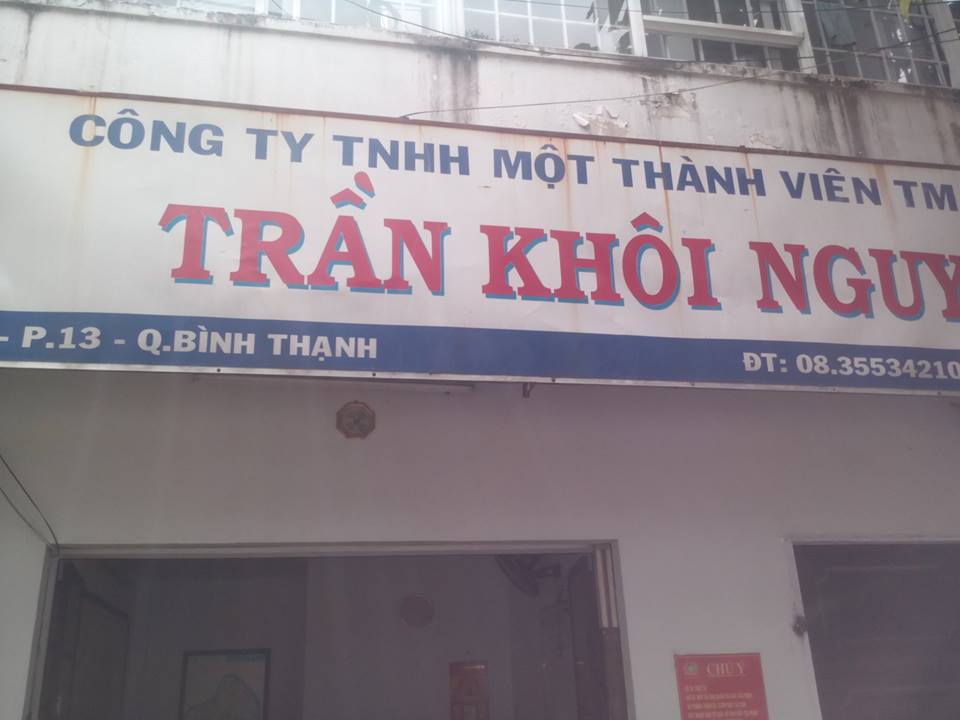 CÔNG TY TNHH MỘT THÀNH VIÊN TM
TRẦN KHÔI NGUY
- P.13 - Q.BÌNH THẠNH
ĐT: 08.35534210
CHÚ Ý